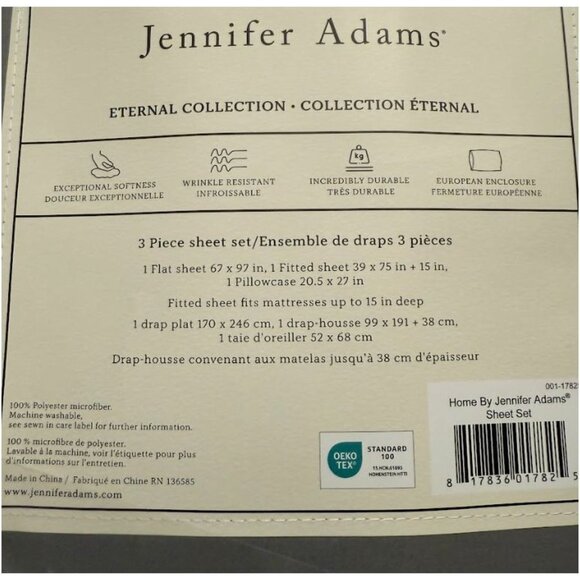 Jennifer Adams®
ETERNAL COLLECTION • COLLECTION ÉTERNAL
EXCEPTIONAL SOFTNESS
DOUCEUR EXCEPTIONNELLE
WRINKLE RESISTANT
INFROISSABLE
kg
INCREDIBLY DURABLE
TRÈS DURABLE
EUROPEAN ENCLOSURE
FERMETURE EUROPÉENNE
3 Piece sheet set/Ensemble de draps 3 pièces
1 Flat sheet 67 x 97 in, 1 Fitted sheet 39 x 75 in + 15 in,
1 Pillowcase 20.5 x 27 in
Fitted sheet fits mattresses up to 15 in deep
1 drap plat 170 x 246 cm, 1 drap-housse 99 x 191 + 38 cm,
1 taie d'oreiller 52 x 68 cm
Drap-housse convenant aux matelas jusqu'à 38 cm d'épaisseur
100% Polyester microfiber.
Machine washable,
see sewn in care label for further information.
100 % microfibre de polyester.
Lavable à la machine, voir l'étiquette pour plus
d'informations sur l'entretien.
Made in China / Fabriqué en Chine RN 136585
www.jenniferadams.com
OEKO
TEX®
STANDARD
100
HOHENSTEIN HTTI
001-1782
Home By Jennifer Adams®
Sheet Set
8 17836 01782 5